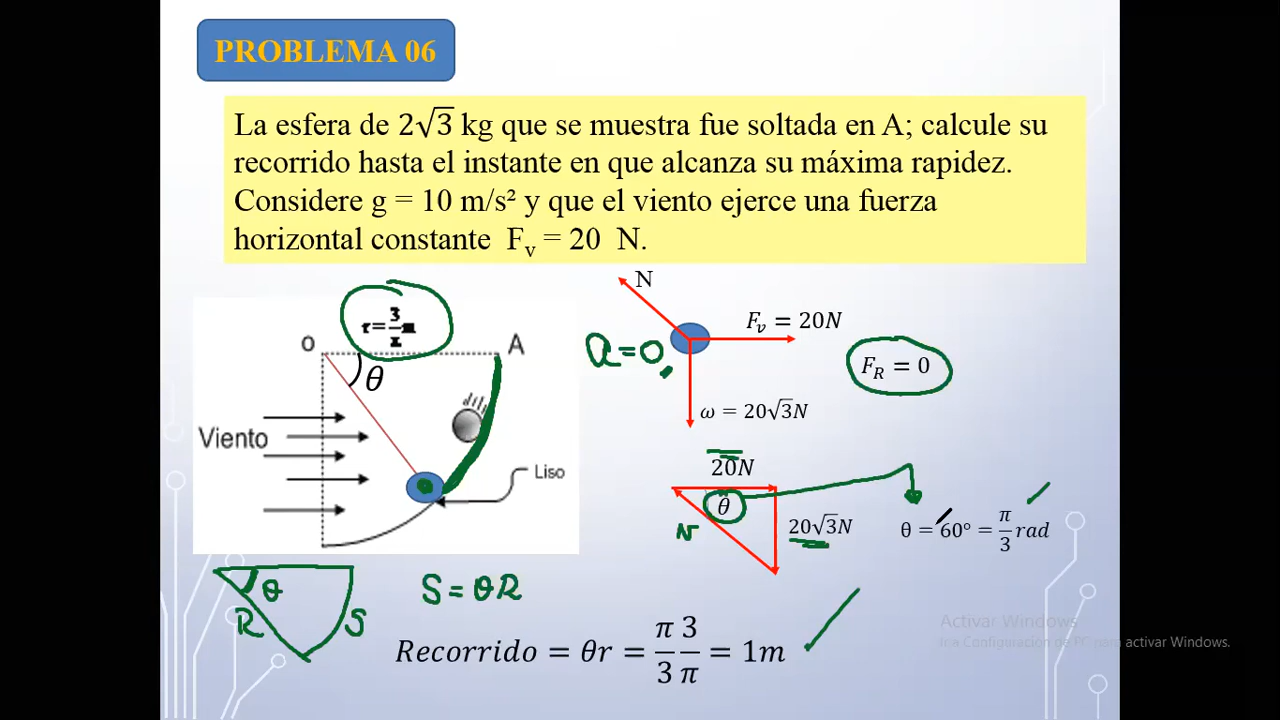 PROBLEMA 06
La esfera de 2√3 kg que se muestra fue soltada en A; calcule su
recorrido hasta el instante en que alcanza su máxima rapidez.
Considere g = 10 m/s² y que el viento ejerce una fuerza
horizontal constante Fᵥ = 20 N.
r=3/π m
O
A
θ
Viento
Liso
N
a=0,
F_v = 20N
F_R = 0
ω = 20√3N
20N
θ
N
20√3N
θ = 60° = π/3 rad
θ
R
S
S = θR
Recorrido = θr = π/3 3/π = 1m
Activar Windows